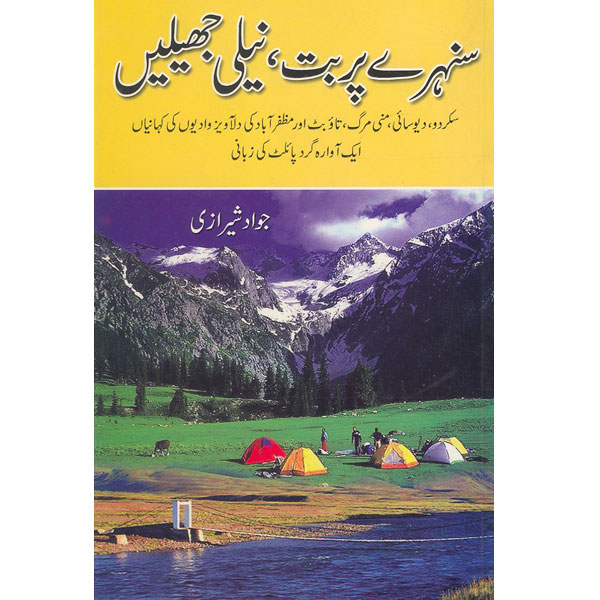 سنہرے پربت، نیلی جھیلیں
سکردو، دیوسائی، منی مرگ، تاؤبٹ اور مظفر آباد کی دلآویز وادیوں کی کہانیاں
ایک آوارہ گرد پائلٹ کی زبانی
جواد شیرازی